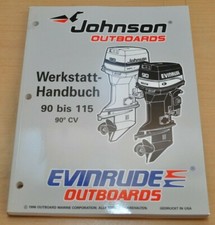 Johnson
OUTBOARDS
Werkstatt-
Handbuch
90 bis 115
90° CV
EVINRUDE
OUTBOARDS